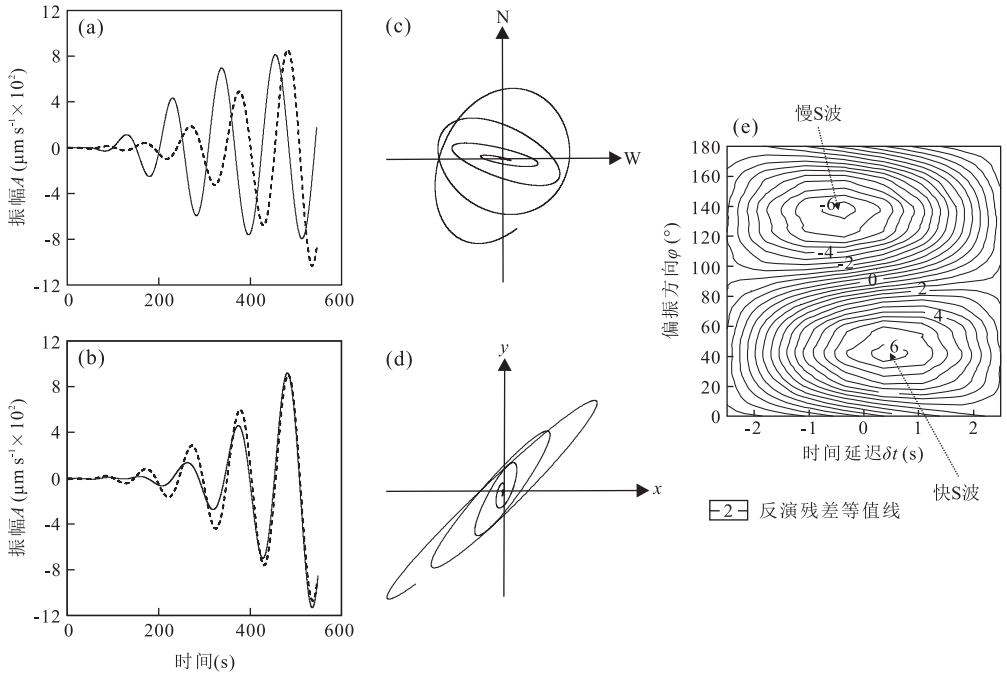 (a)
12
8
4
0
-4
-8
-12
振幅A (μm s⁻¹×10²)
0 200 400 600
(c)
N
W
(e)
慢S波
180
160
140
120
100
80
60
40
20
0
偏振方向φ (°)
-6
-4
-2
0
2
4
6
-2 -1 0 1 2
时间延迟δt (s)
快S波
2 反演残差等值线
(b)
12
8
4
0
-4
-8
-12
振幅A (μm s⁻¹×10²)
0 200 400 600
时间(s)
(d)
y
x